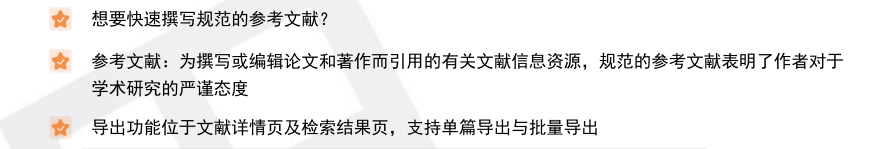 想要快速撰写规范的参考文献？
参考文献：为撰写或编辑论文和著作而引用的有关文献信息资源，规范的参考文献表明了作者对于
学术研究的严谨态度
导出功能位于文献详情页及检索结果页，支持单篇导出与批量导出